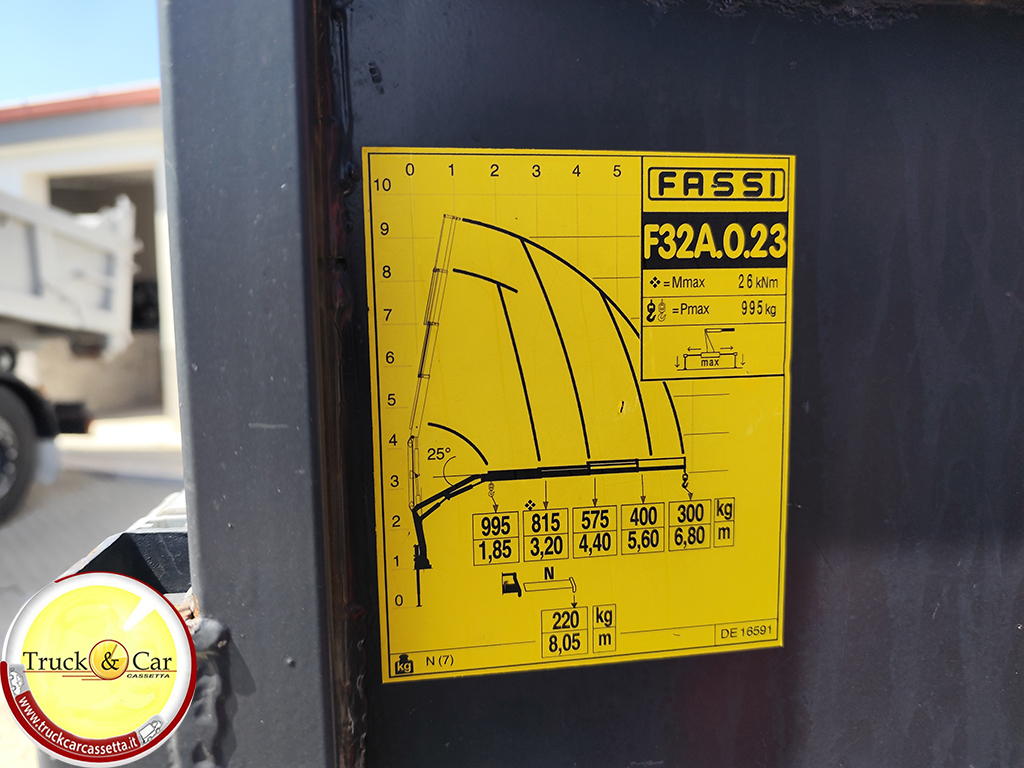 0 1 2 3 4 5
10
9
8
7
6
5
4
3
2
1
0
FASSI
F32A.0.23
=Mmax 26 kNm
=Pmax 995 kg
max
25°
995 815 575 400 300 kg
1,85 3,20 4,40 5,60 6,80 m
N
220 kg
8,05 m
kg N (7)
DE 16591
Truck & Car
CASSETTA
www.truckcarcassetta.it